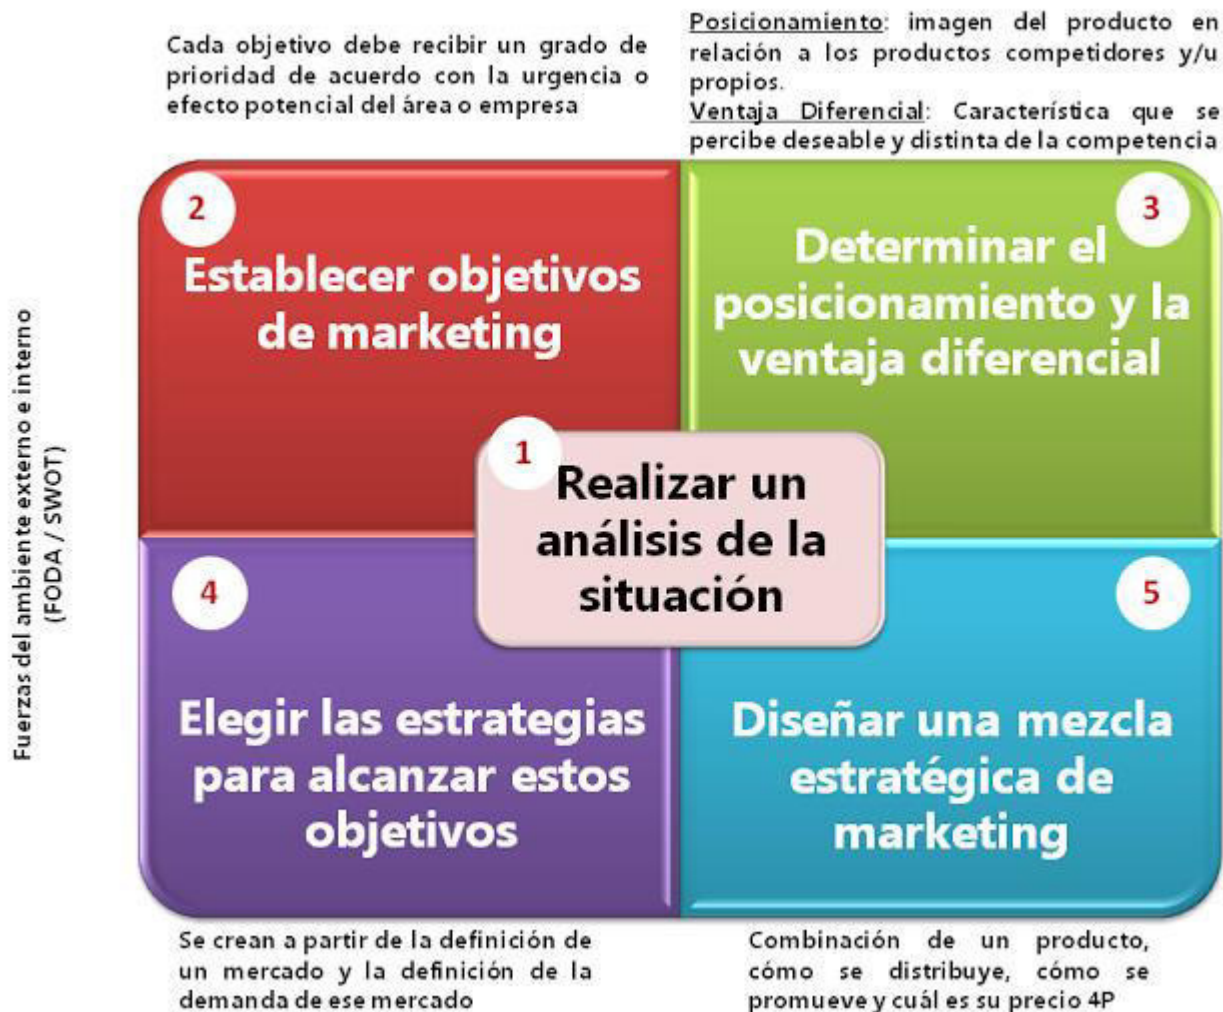 Cada objetivo debe recibir un grado de
prioridad de acuerdo con la urgencia o
efecto potencial del área o empresa
Posicionamiento: imagen del producto en
relación a los productos competidores y/u
propios.
Ventaja Diferencial: Característica que se
percibe deseable y distinta de la competencia
2
Establecer objetivos
de marketing
3
Determinar el
posicionamiento y la
ventaja diferencial
Fuerzas del ambiente externo e interno
(FODA / SWOT)
1
Realizar un
análisis de la
situación
4
Elegir las estrategias
para alcanzar estos
objetivos
5
Diseñar una mezcla
estratégica de
marketing
Se crean a partir de la definición de
un mercado y la definición de la
demanda de ese mercado
Combinación de un producto,
cómo se distribuye, cómo se
promueve y cuál es su precio 4P